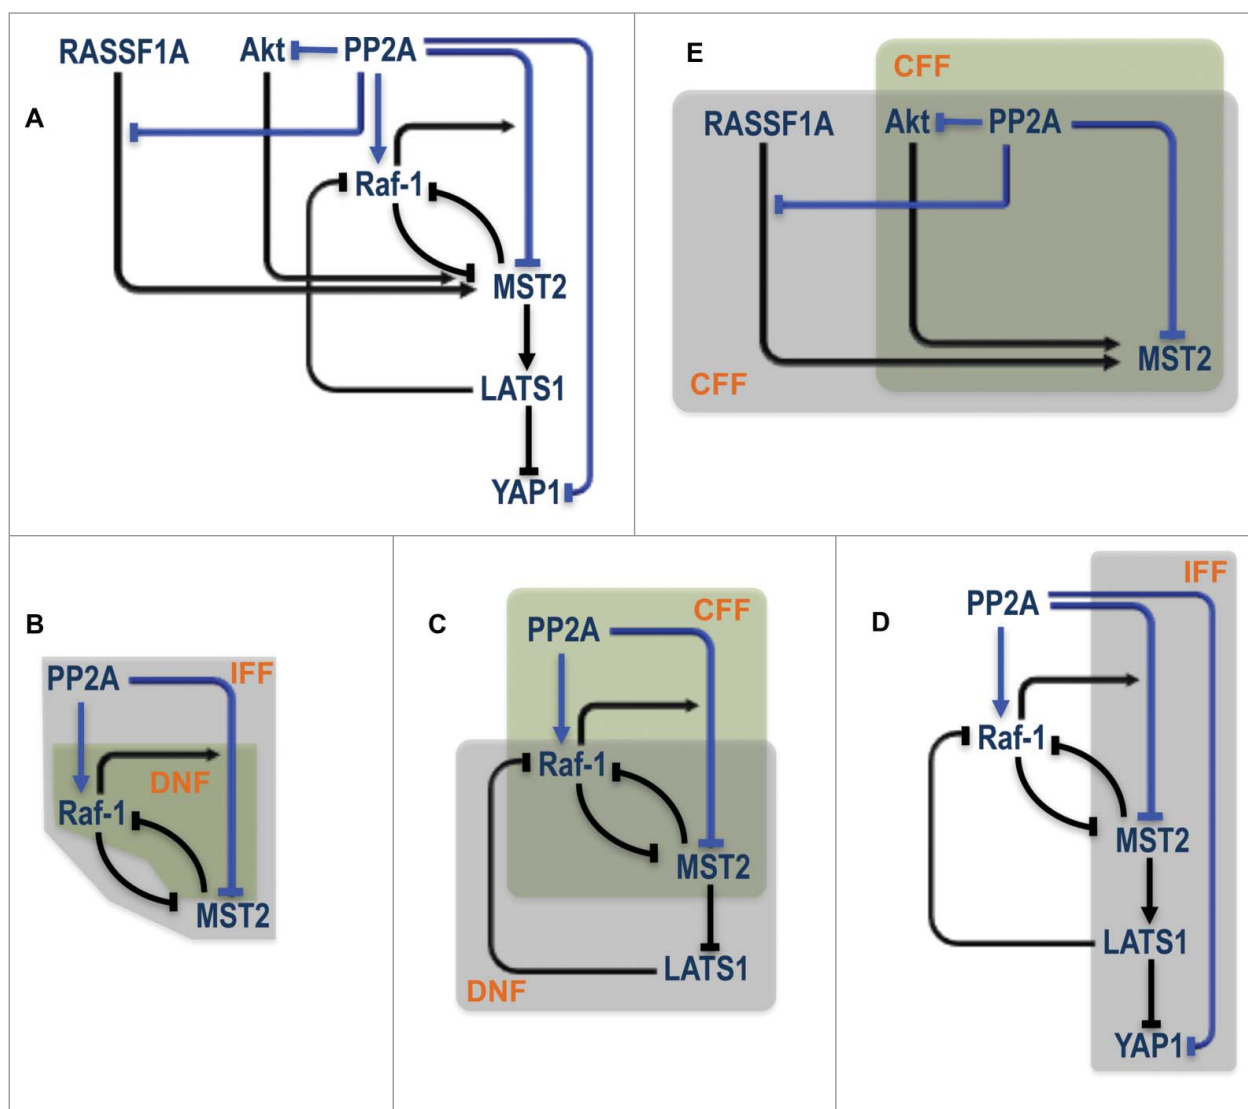 A
RASSF1A Akt PP2A
Raf-1
MST2
LATS1
YAP1
E
CFF
RASSF1A Akt PP2A
MST2
CFF
B
PP2A IFF
DNF
Raf-1
MST2
C
CFF
PP2A
Raf-1
MST2
LATS1
DNF
D
IFF
PP2A
Raf-1
MST2
LATS1
YAP1